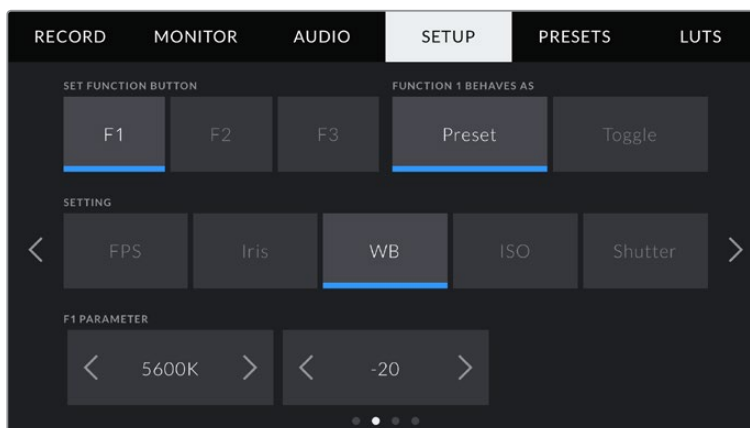 RECORD MONITOR AUDIO SETUP PRESETS LUTS
SET FUNCTION BUTTON FUNCTION 1 BEHAVES AS
F1 F2 F3 Preset Toggle
SETTING
FPS Iris WB ISO Shutter
F1 PARAMETER
5600K -20